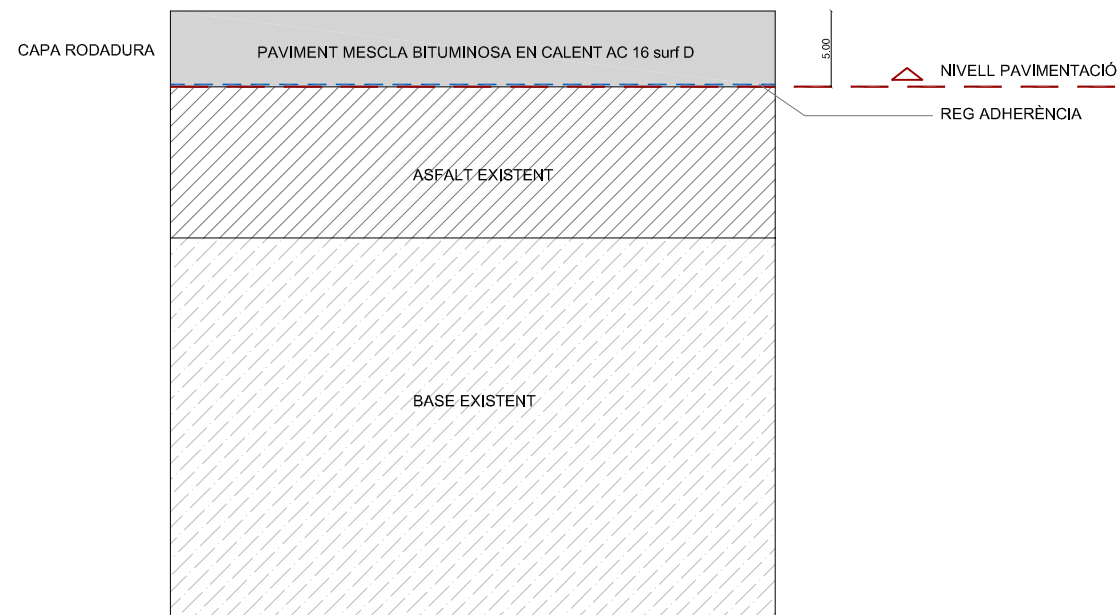 CAPA RODADURA
PAVIMENT MESCLA BITUMINOSA EN CALENT AC 16 surf D
5.00
NIVELL PAVIMENTACIÓ
REG ADHERÈNCIA
ASFALT EXISTENT
BASE EXISTENT